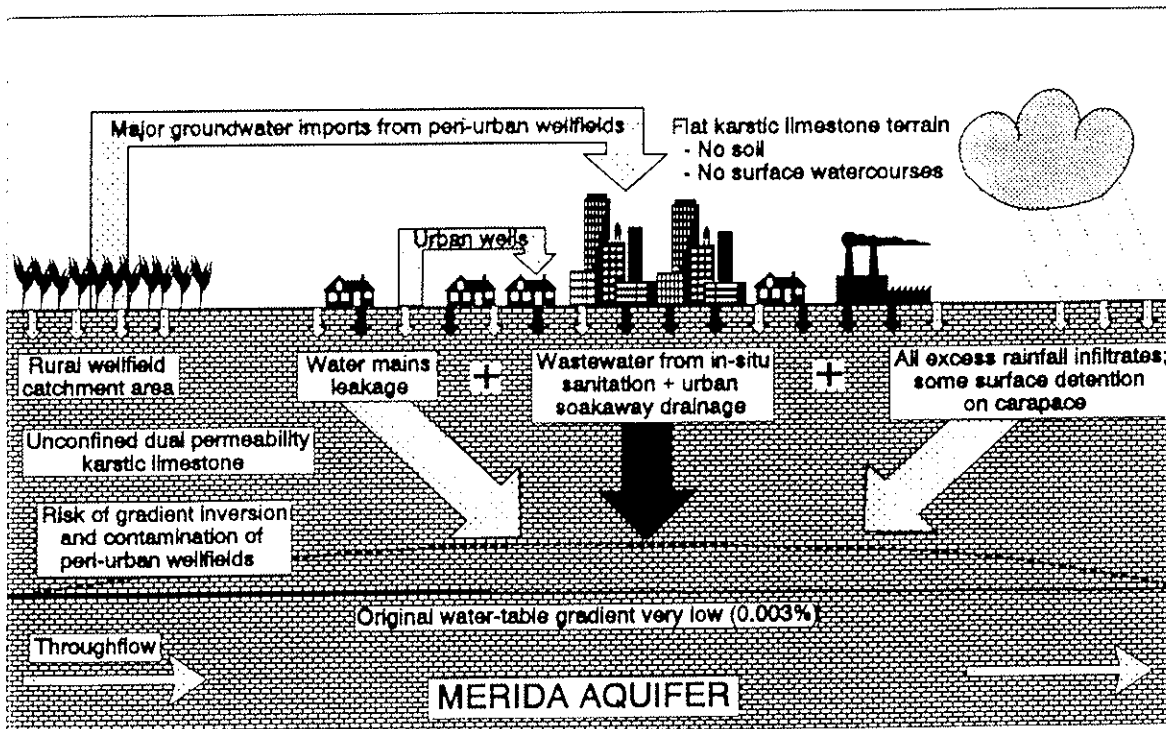 Major groundwater imports from peri-urban wellfields
Flat karstic limestone terrain
- No soil
- No surface watercourses
Urban wells
Rural wellfield
catchment area
Water mains
leakage
+
Wastewater from in-situ
sanitation + urban
soakaway drainage
+
All excess rainfall infiltrates;
some surface detention
on carapace
Unconfined dual permeability
karstic limestone
Risk of gradient inversion
and contamination of
peri-urban wellfields
Original water-table gradient very low (0.003%)
Throughflow
MERIDA AQUIFER